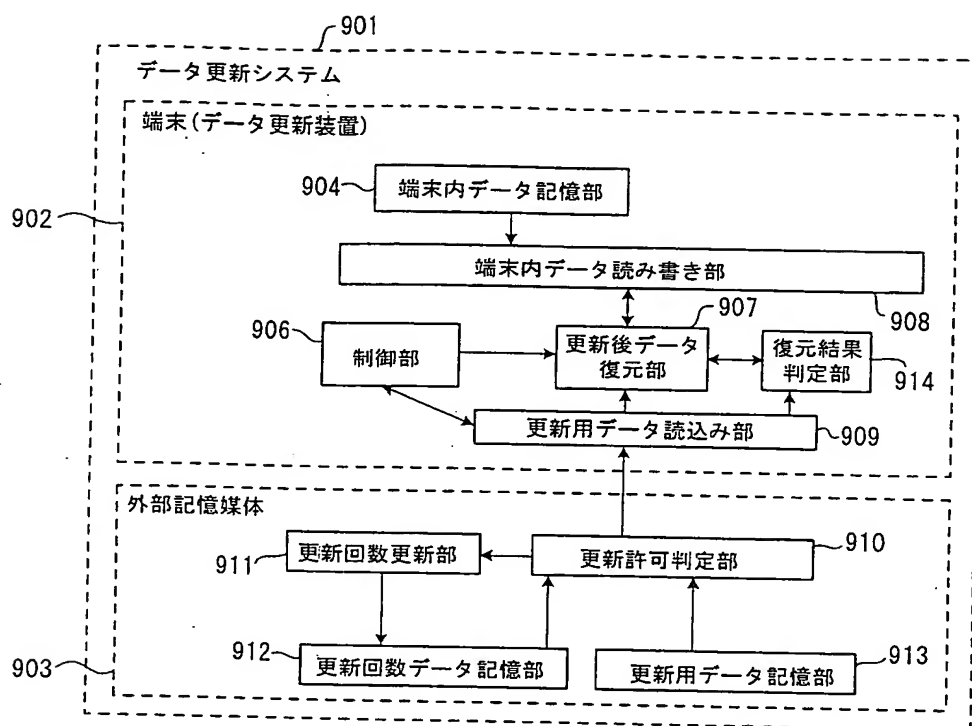 901
データ更新システム
端末(データ更新装置)
904
端末内データ記憶部
902
端末内データ読み書き部
908
907
906
制御部
更新後データ
復元部
復元結果
判定部
914
更新用データ読込み部
909
外部記憶媒体
911
更新回数更新部
更新許可判定部
910
903
912
更新回数データ記憶部
更新用データ記憶部
913